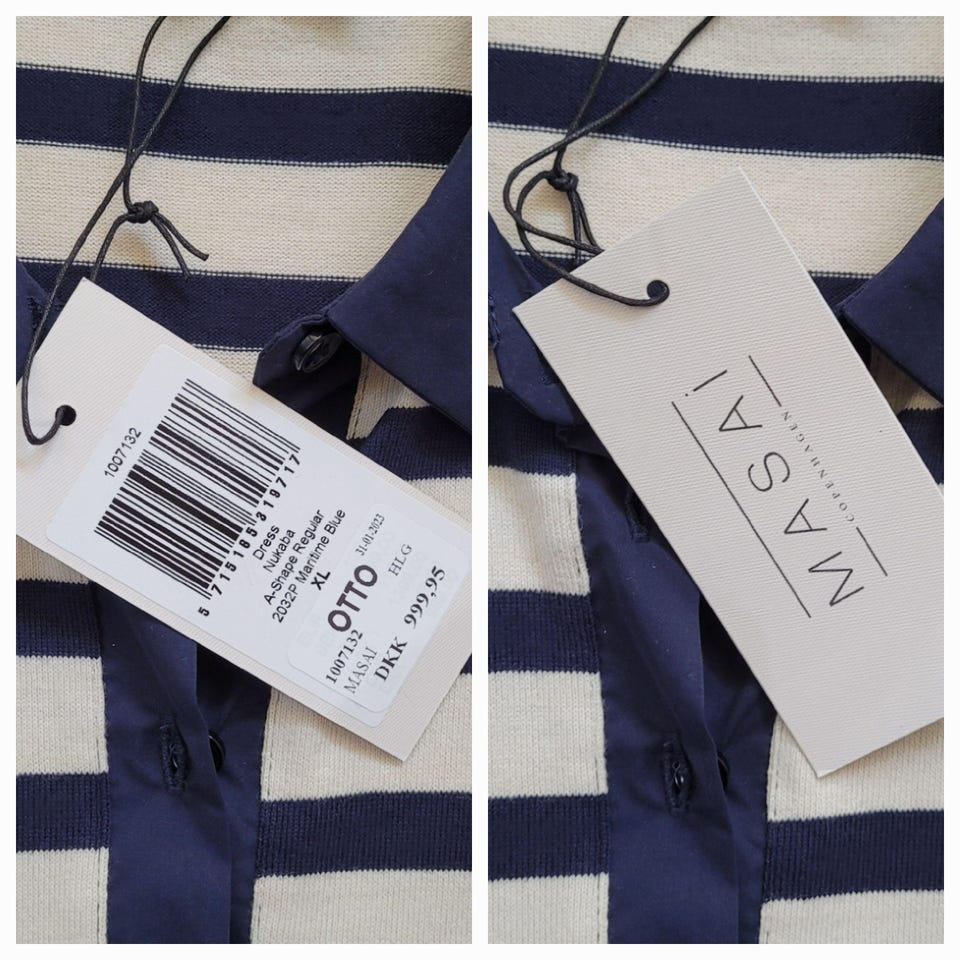 1007132
5 715165 319717
Dress
Nukaba
A-Shape Regular
2032P Maritime Blue
XL
OTTO 31-01-2023
1007132 HLG
MASAI
DKK 999,95
MASAI
COPENHAGEN